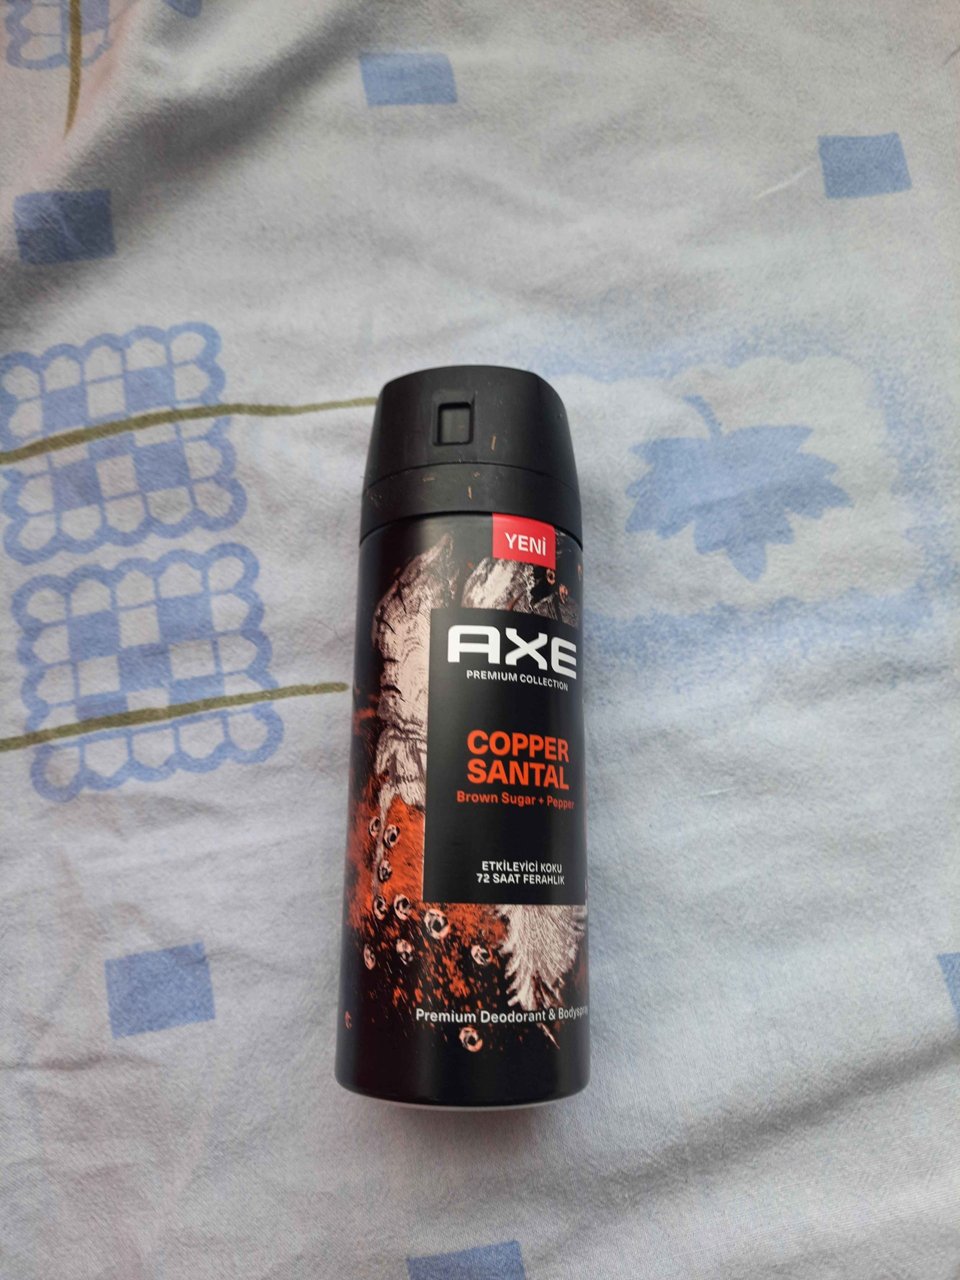 YENİ
AXE
PREMIUM COLLECTION
COPPER
SANTAL
Brown Sugar + Pepper
ETKİLEYİCİ KOKU
72 SAAT FERAHLIK
Premium Deodorant & Bodyspray